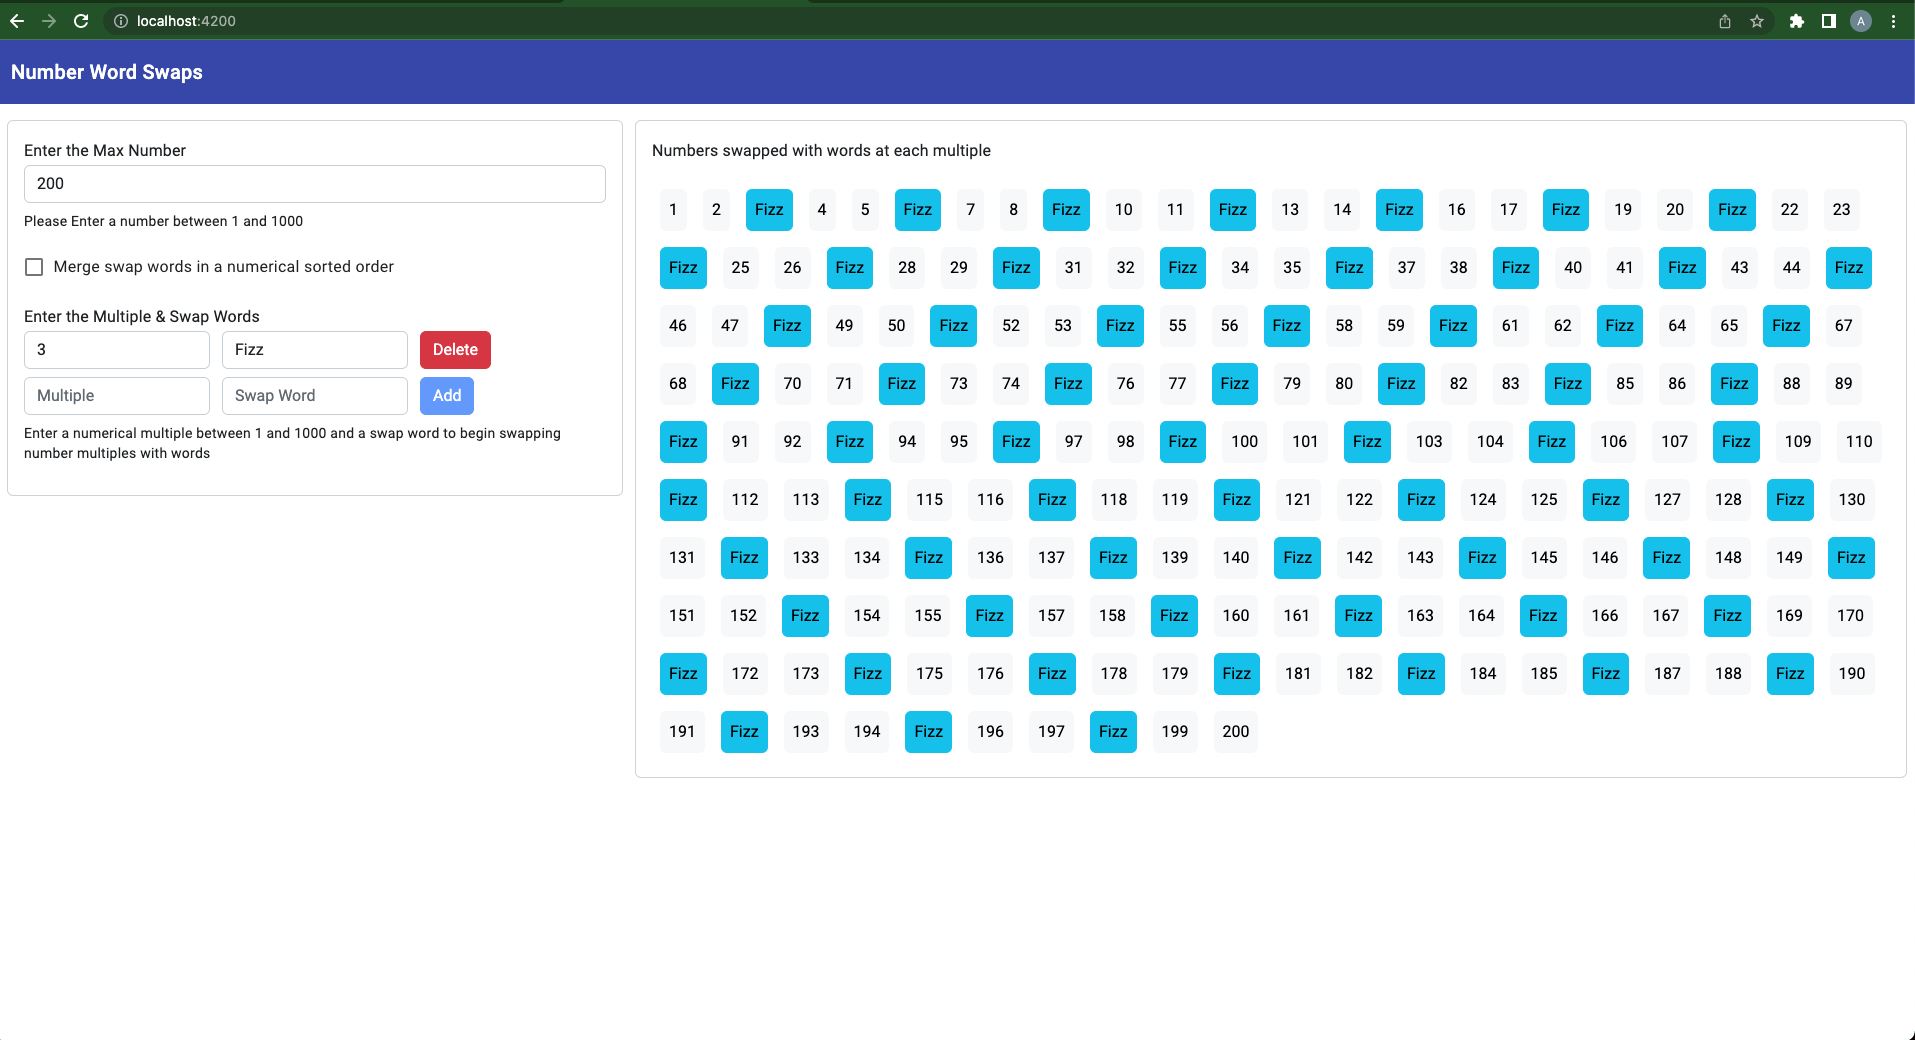 localhost:4200
A
Number Word Swaps
Enter the Max Number
200
Please Enter a number between 1 and 1000
Merge swap words in a numerical sorted order
Enter the Multiple & Swap Words
3 Fizz Delete
Multiple Swap Word Add
Enter a numerical multiple between 1 and 1000 and a swap word to begin swapping
number multiples with words
Numbers swapped with words at each multiple
1 2 Fizz 4 5 Fizz 7 8 Fizz 10 11 Fizz 13 14 Fizz 16 17 Fizz 19 20 Fizz 22 23
Fizz 25 26 Fizz 28 29 Fizz 31 32 Fizz 34 35 Fizz 37 38 Fizz 40 41 Fizz 43 44 Fizz
46 47 Fizz 49 50 Fizz 52 53 Fizz 55 56 Fizz 58 59 Fizz 61 62 Fizz 64 65 Fizz 67
68 Fizz 70 71 Fizz 73 74 Fizz 76 77 Fizz 79 80 Fizz 82 83 Fizz 85 86 Fizz 88 89
Fizz 91 92 Fizz 94 95 Fizz 97 98 Fizz 100 101 Fizz 103 104 Fizz 106 107 Fizz 109 110
Fizz 112 113 Fizz 115 116 Fizz 118 119 Fizz 121 122 Fizz 124 125 Fizz 127 128 Fizz 130
131 Fizz 133 134 Fizz 136 137 Fizz 139 140 Fizz 142 143 Fizz 145 146 Fizz 148 149 Fizz
151 152 Fizz 154 155 Fizz 157 158 Fizz 160 161 Fizz 163 164 Fizz 166 167 Fizz 169 170
Fizz 172 173 Fizz 175 176 Fizz 178 179 Fizz 181 182 Fizz 184 185 Fizz 187 188 Fizz 190
191 Fizz 193 194 Fizz 196 197 Fizz 199 200